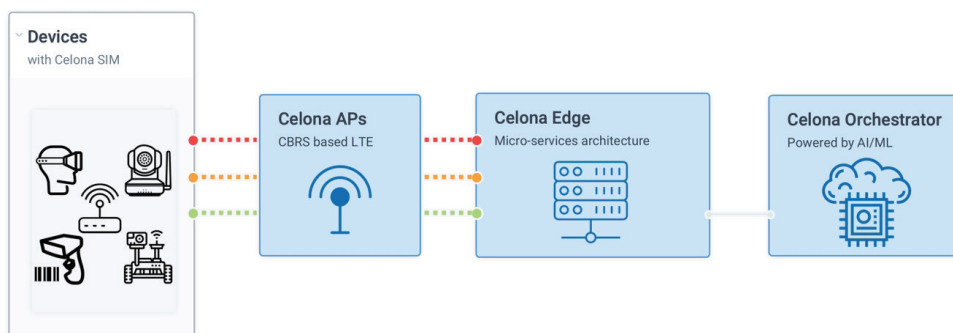 Devices
with Celona SIM
Celona APs
CBRS based LTE
Celona Edge
Micro-services architecture
Celona Orchestrator
Powered by AI/ML